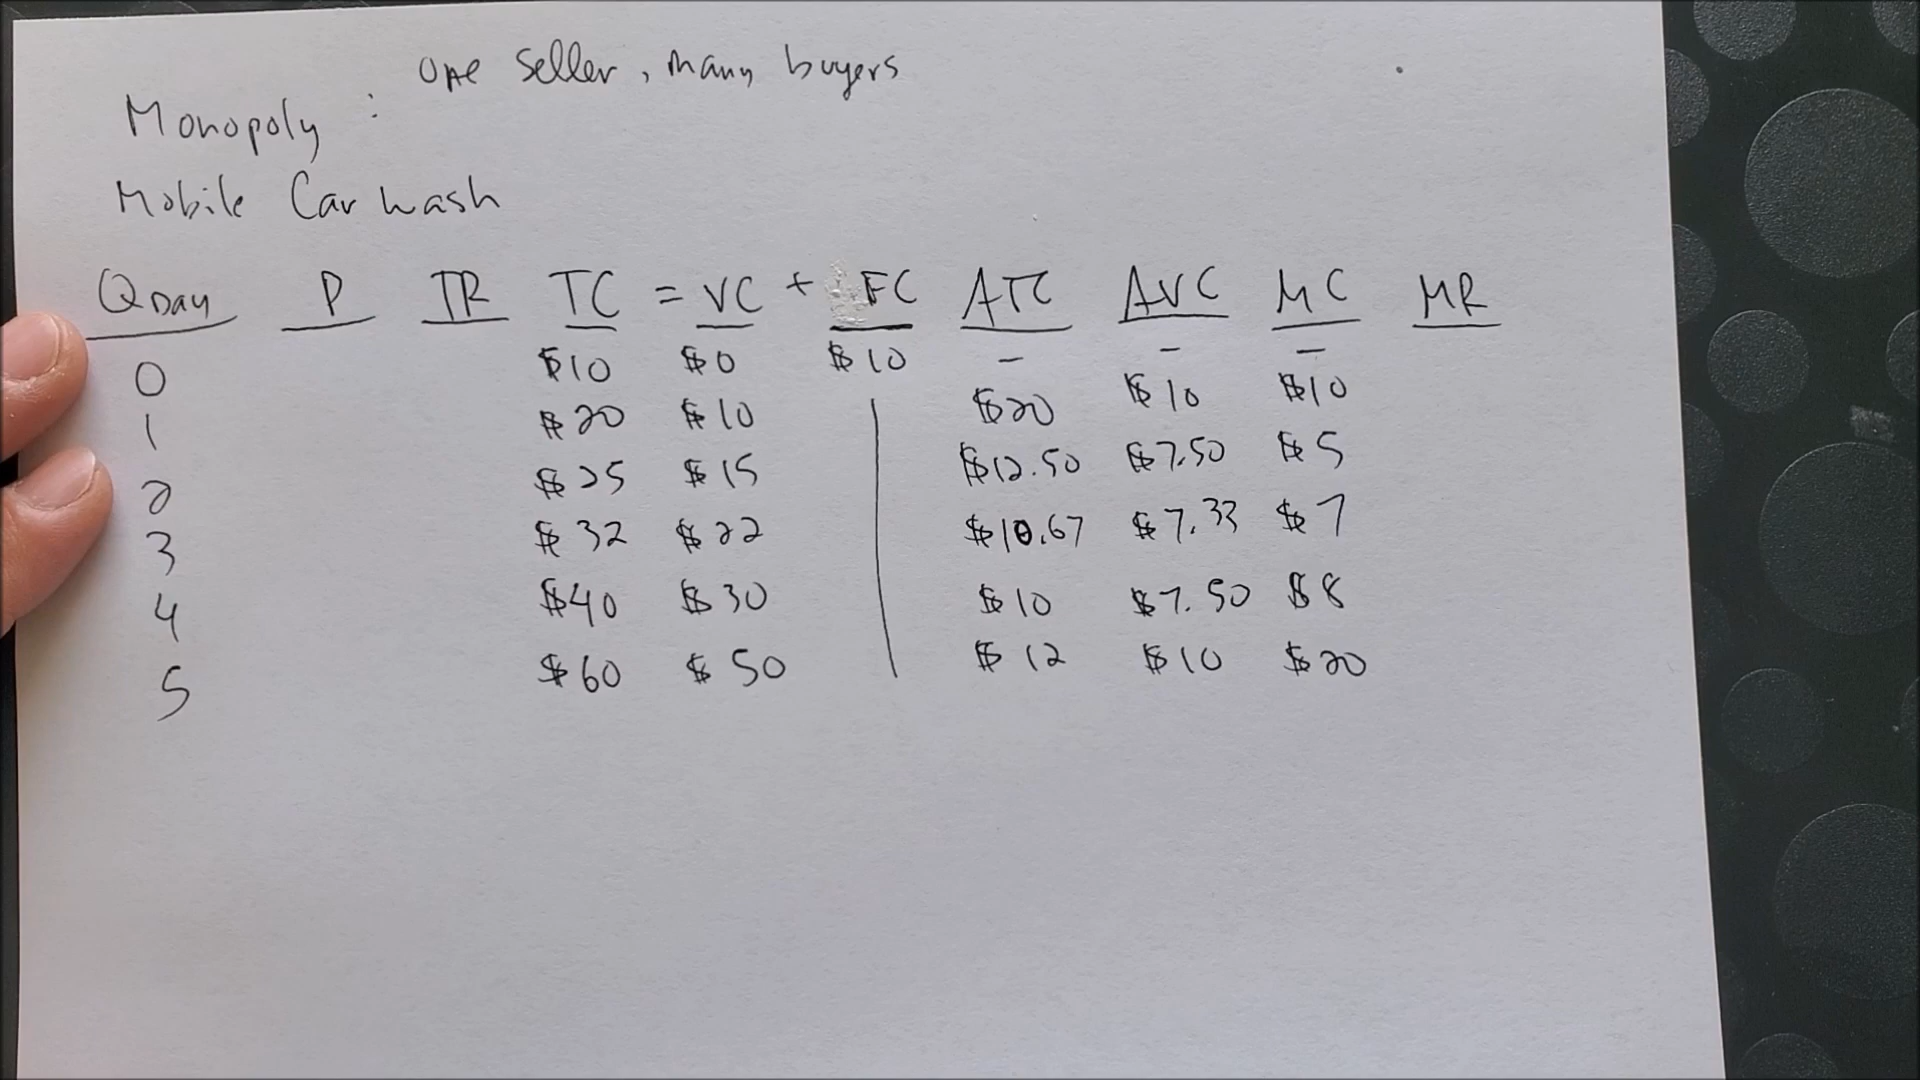 one seller, many buyers
Monopoly :
Mobile Car wash
QDay P TR TC = VC + FC ATC AVC MC MR
0 $10 $0 $10 - - -
1 $20 $10 $20 $10 $10
2 $25 $15 $12.50 $7.50 $5
3 $32 $22 $10.67 $7.33 $7
4 $40 $30 $10 $7.50 $8
5 $60 $50 $12 $10 $20